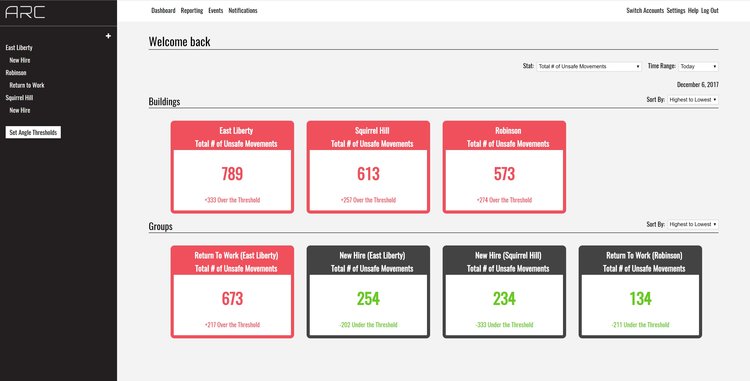 ARC
Dashboard Reporting Events Notifications
Switch Accounts Settings Help Log Out
+
East Liberty
New Hire
Robinson
Return to Work
Squirrel Hill
New Hire
Set Angle Thresholds
Welcome back
Stat: Total # of Unsafe Movements Time Range: Today
December 6, 2017
Buildings
Sort By: Highest to Lowest
East Liberty
Total # of Unsafe Movements
789
+333 Over the Threshold
Squirrel Hill
Total # of Unsafe Movements
613
+257 Over the Threshold
Robinson
Total # of Unsafe Movements
573
+274 Over the Threshold
Groups
Sort By: Highest to Lowest
Return To Work (East Liberty)
Total # of Unsafe Movements
673
+217 Over the Threshold
New Hire (East Liberty)
Total # of Unsafe Movements
254
-202 Under the Threshold
New Hire (Squirrel Hill)
Total # of Unsafe Movements
234
-333 Under the Threshold
Return To Work (Robinson)
Total # of Unsafe Movements
134
-211 Under the Threshold